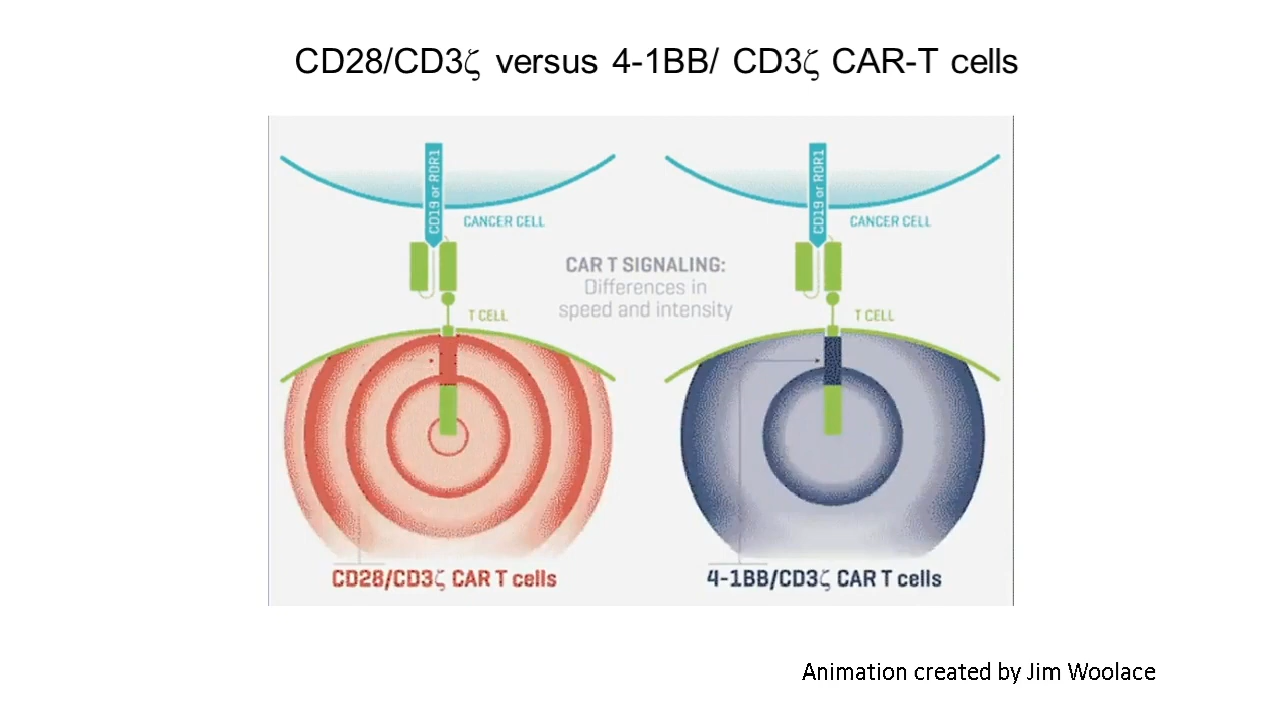 CD28/CD3ζ versus 4-1BB/ CD3ζ CAR-T cells
CD19 or ROR1
CANCER CELL
T CELL
CAR T SIGNALING:
Differences in
speed and intensity
CD19 or ROR1
CANCER CELL
T CELL
CD28/CD3ζ CAR T cells
4-1BB/CD3ζ CAR T cells
Animation created by Jim Woolace